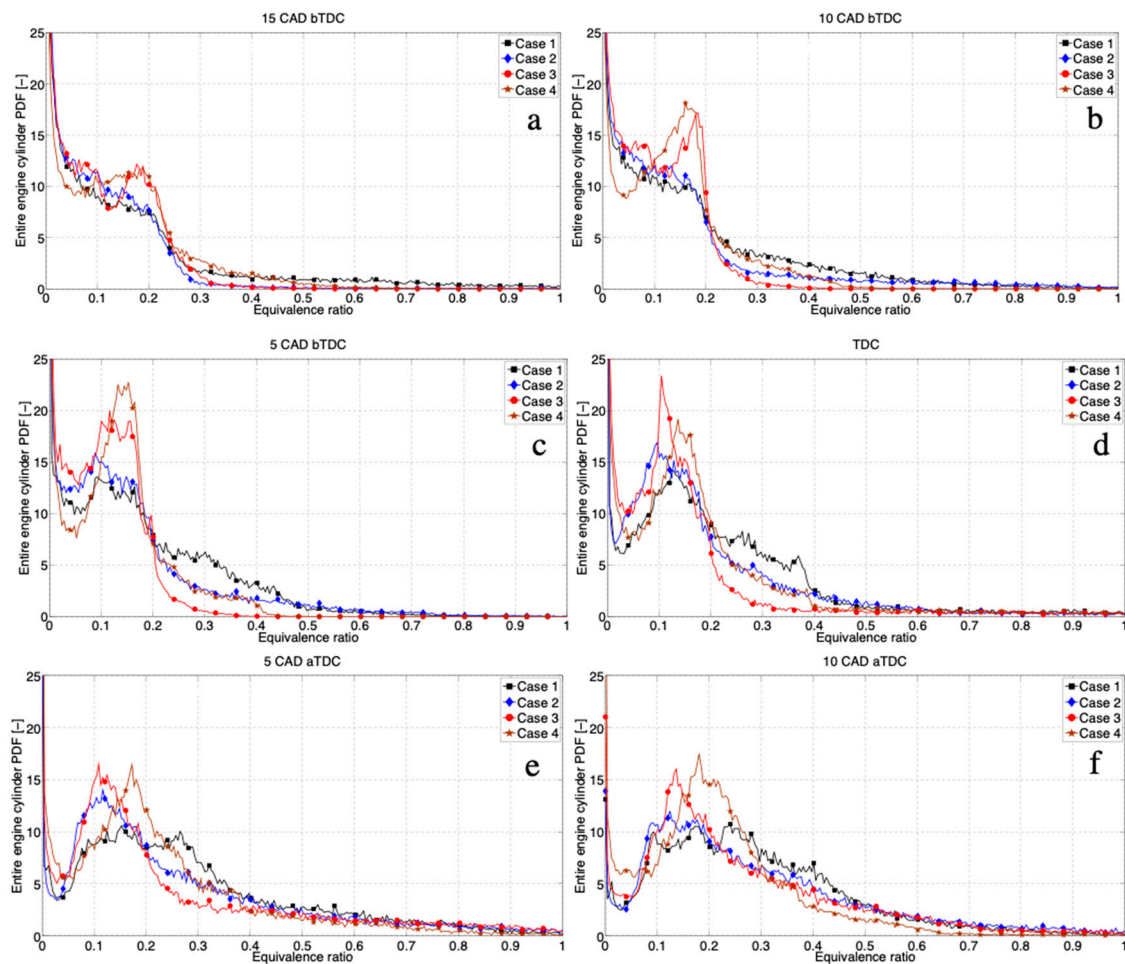 15 CAD bTDC
Entire engine cylinder PDF [–]
25
20
15
10
5
0
Case 1
Case 2
Case 3
Case 4
a
0 0.1 0.2 0.3 0.4 0.5 0.6 0.7 0.8 0.9 1
Equivalence ratio
10 CAD bTDC
Entire engine cylinder PDF [–]
25
20
15
10
5
0
Case 1
Case 2
Case 3
Case 4
b
0 0.1 0.2 0.3 0.4 0.5 0.6 0.7 0.8 0.9 1
Equivalence ratio
5 CAD bTDC
Entire engine cylinder PDF [–]
25
20
15
10
5
0
Case 1
Case 2
Case 3
Case 4
c
0 0.1 0.2 0.3 0.4 0.5 0.6 0.7 0.8 0.9 1
Equivalence ratio
TDC
Entire engine cylinder PDF [–]
25
20
15
10
5
0
Case 1
Case 2
Case 3
Case 4
d
0 0.1 0.2 0.3 0.4 0.5 0.6 0.7 0.8 0.9 1
Equivalence ratio
5 CAD aTDC
Entire engine cylinder PDF [–]
25
20
15
10
5
0
Case 1
Case 2
Case 3
Case 4
e
0 0.1 0.2 0.3 0.4 0.5 0.6 0.7 0.8 0.9 1
Equivalence ratio
10 CAD aTDC
Entire engine cylinder PDF [–]
25
20
15
10
5
0
Case 1
Case 2
Case 3
Case 4
f
0 0.1 0.2 0.3 0.4 0.5 0.6 0.7 0.8 0.9 1
Equivalence ratio